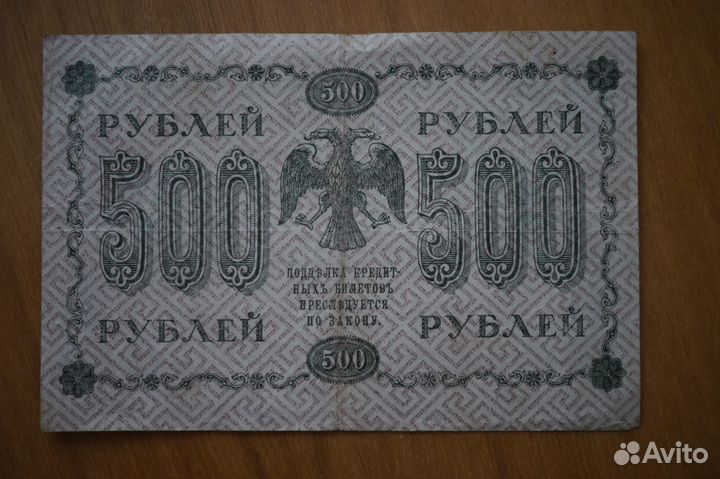 500
РУБЛЕЙ РУБЛЕЙ
500 500
ПОДДѢЛКА КРЕДИТ-
НЫХЪ БИЛЕТОВЪ
ПРЕСЛѢДУЕТСЯ
ПО ЗАКОНУ.
РУБЛЕЙ РУБЛЕЙ
500
Avito